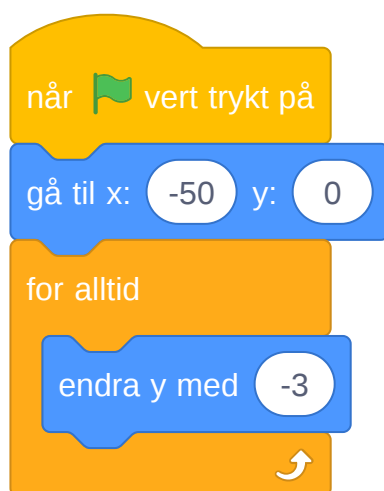 når vert trykt på
gå til x: -50 y: 0
for alltid
endra y med -3